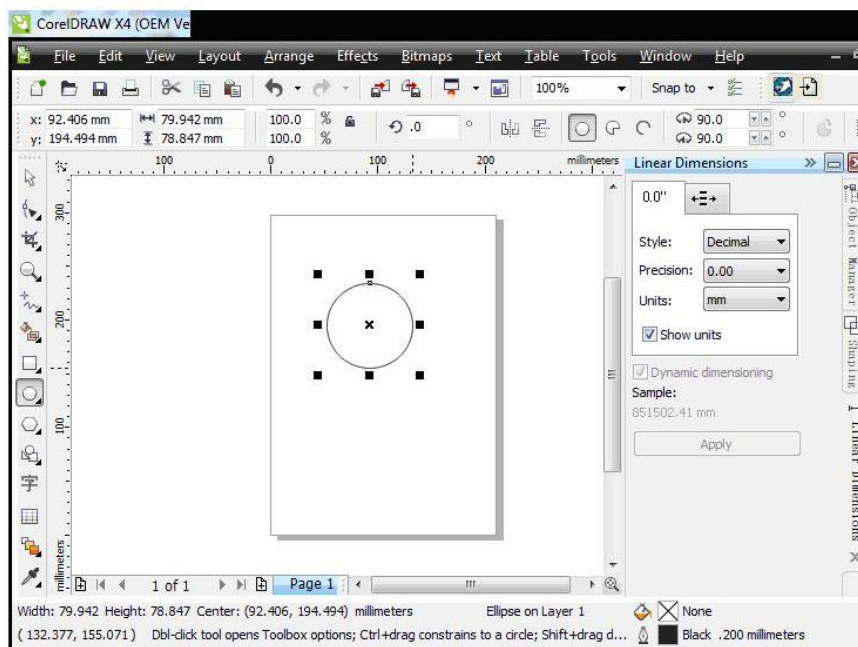 CorelDRAW X4 (OEM Ve
File Edit View Layout Arrange Effects Bitmaps Text Table Tools Window Help
100% Snap to
x: 92.406 mm 79.942 mm 100.0 % .0 ° 90.0 °
y: 194.494 mm 78.847 mm 100.0 % 90.0 °
100 0 100 200 millimeters Linear Dimensions
300
200
100
millimeters
0.0"
Style: Decimal
Precision: 0.00
Units: mm
Show units
Dynamic dimensioning
Sample:
851502.41 mm
Apply
Object Manager
Shaping
Linear Dimensions
字
1 of 1 Page 1
Width: 79.942 Height: 78.847 Center: (92.406, 194.494) millimeters Ellipse on Layer 1 None
( 132.377, 155.071) Dbl-click tool opens Toolbox options; Ctrl+drag constrains to a circle; Shift+drag d... Black .200 millimeters